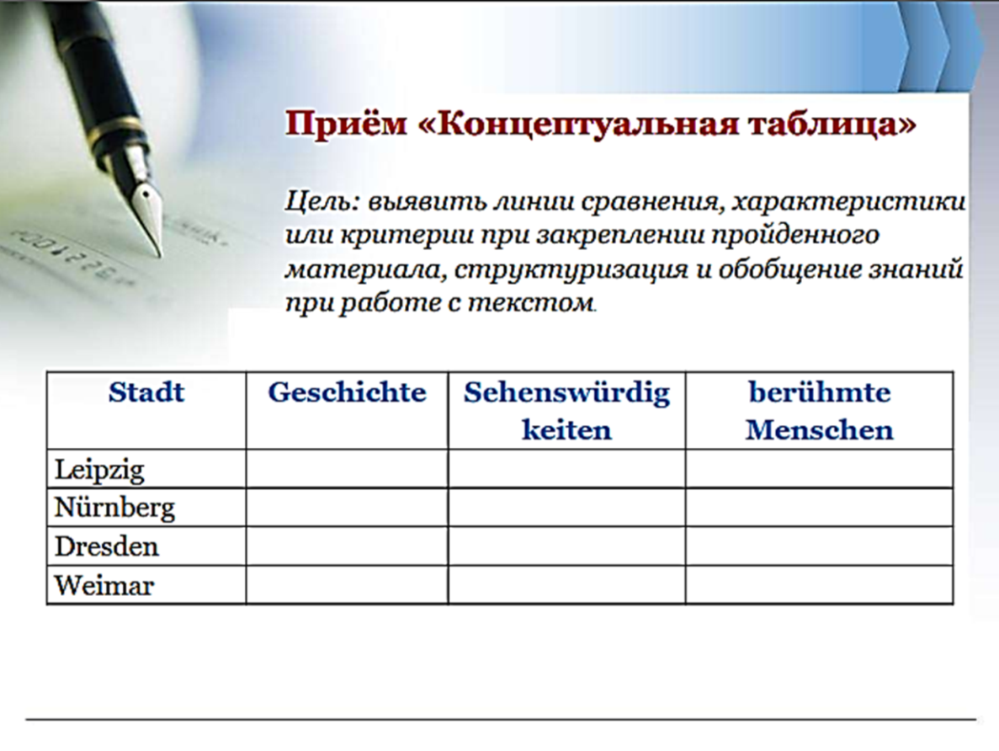 Приём «Концептуальная таблица»
Цель: выявить линии сравнения, характеристики
или критерии при закреплении пройденного
материала, структуризация и обобщение знаний
при работе с текстом.
Stadt Geschichte Sehenswürdig keiten berühmte Menschen
Leipzig
Nürnberg
Dresden
Weimar